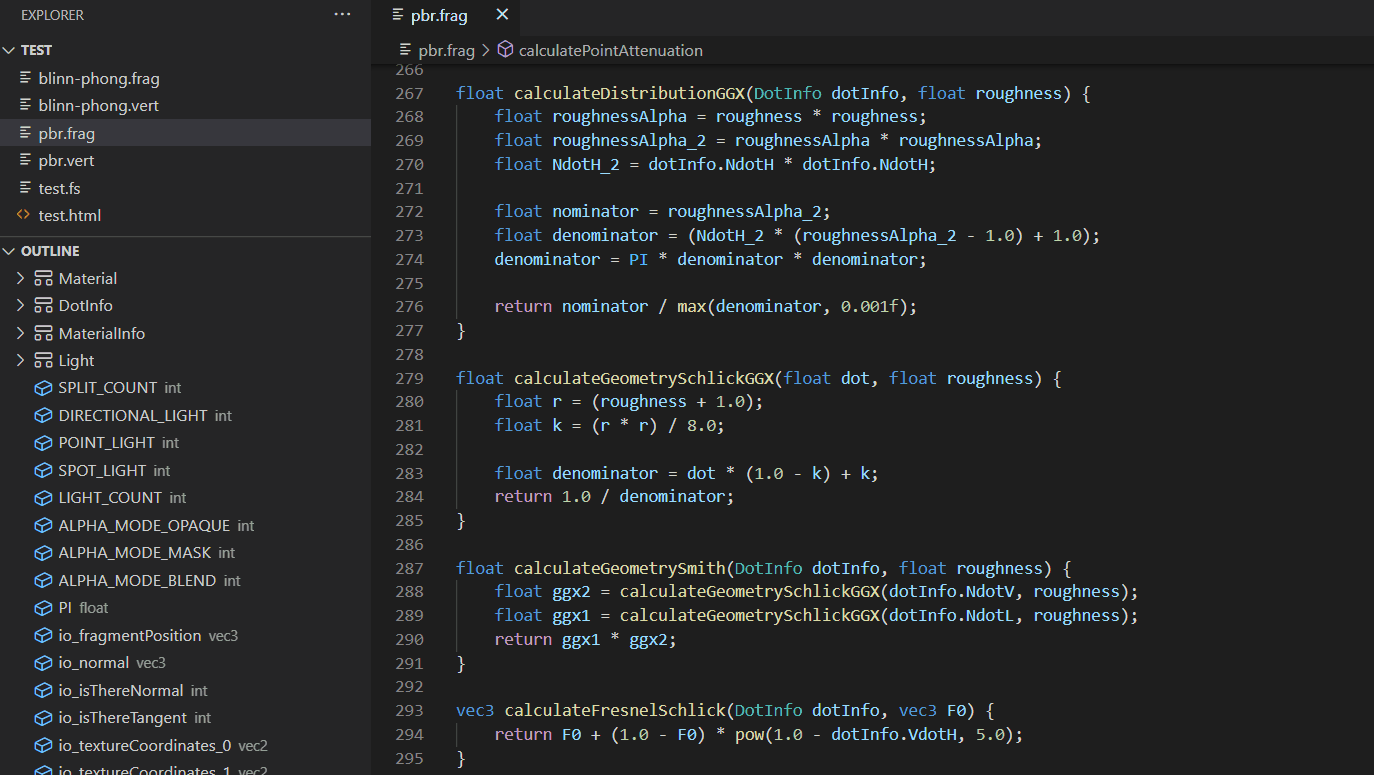 EXPLORER
···
TEST
blinn-phong.frag
blinn-phong.vert
pbr.frag
pbr.vert
test.fs
<> test.html
OUTLINE
Material
DotInfo
MaterialInfo
Light
SPLIT_COUNT int
DIRECTIONAL_LIGHT int
POINT_LIGHT int
SPOT_LIGHT int
LIGHT_COUNT int
ALPHA_MODE_OPAQUE int
ALPHA_MODE_MASK int
ALPHA_MODE_BLEND int
PI float
io_fragmentPosition vec3
io_normal vec3
io_isThereNormal int
io_isThereTangent int
io_textureCoordinates_0 vec2
io_textureCoordinates_1 vec2
pbr.frag
pbr.frag > calculatePointAttenuation
266
267 float calculateDistributionGGX(DotInfo dotInfo, float roughness) {
268 float roughnessAlpha = roughness * roughness;
269 float roughnessAlpha_2 = roughnessAlpha * roughnessAlpha;
270 float NdotH_2 = dotInfo.NdotH * dotInfo.NdotH;
271
272 float nominator = roughnessAlpha_2;
273 float denominator = (NdotH_2 * (roughnessAlpha_2 - 1.0) + 1.0);
274 denominator = PI * denominator * denominator;
275
276 return nominator / max(denominator, 0.001f);
277 }
278
279 float calculateGeometrySchlickGGX(float dot, float roughness) {
280 float r = (roughness + 1.0);
281 float k = (r * r) / 8.0;
282
283 float denominator = dot * (1.0 - k) + k;
284 return 1.0 / denominator;
285 }
286
287 float calculateGeometrySmith(DotInfo dotInfo, float roughness) {
288 float ggx2 = calculateGeometrySchlickGGX(dotInfo.NdotV, roughness);
289 float ggx1 = calculateGeometrySchlickGGX(dotInfo.NdotL, roughness);
290 return ggx1 * ggx2;
291 }
292
293 vec3 calculateFresnelSchlick(DotInfo dotInfo, vec3 F0) {
294 return F0 + (1.0 - F0) * pow(1.0 - dotInfo.VdotH, 5.0);
295 }